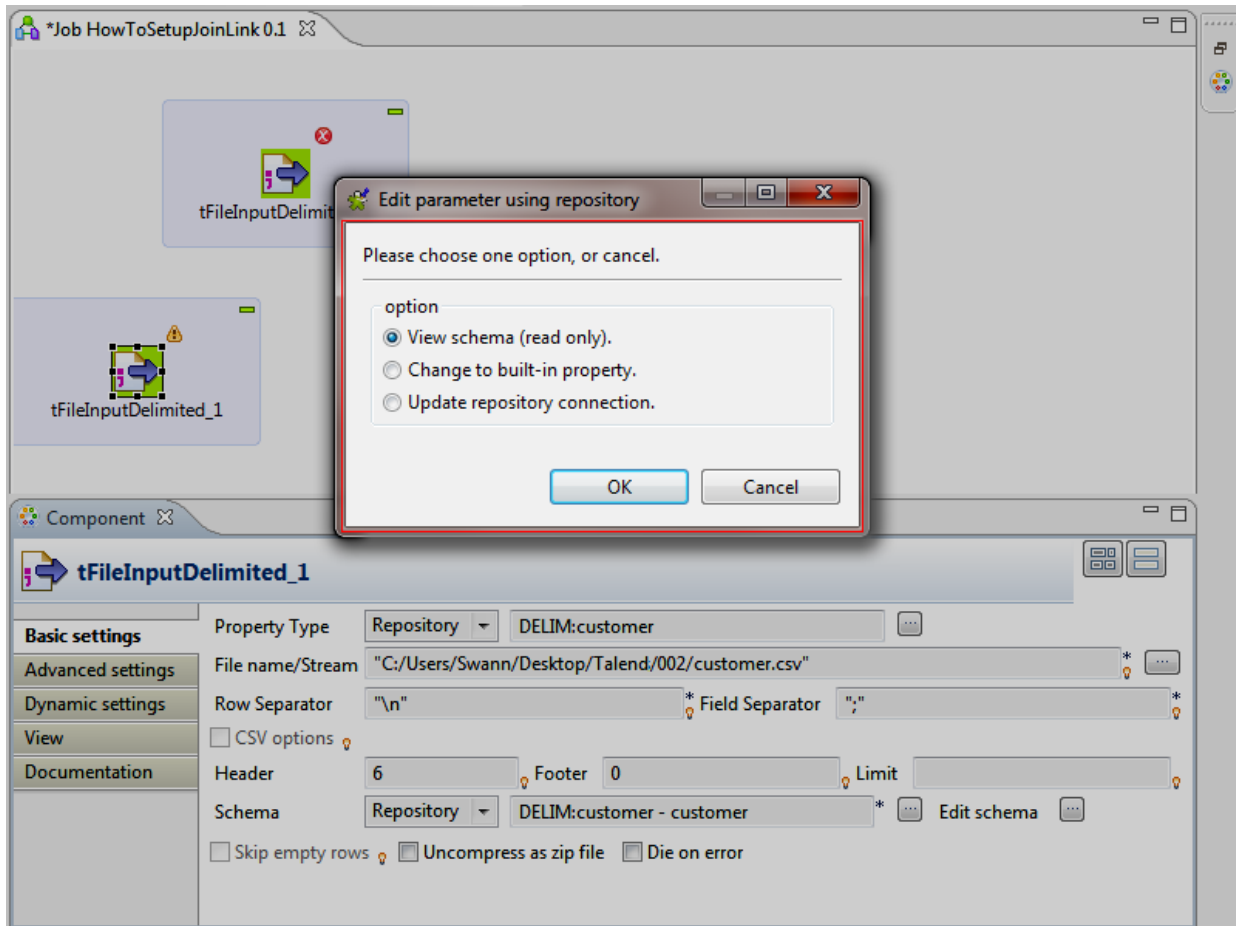 *Job HowToSetupJoinLink 0.1
tFileInputDelimit
tFileInputDelimited_1
Edit parameter using repository
Please choose one option, or cancel.
option
View schema (read only).
Change to built-in property.
Update repository connection.
OK
Cancel
Component
tFileInputDelimited_1
Basic settings
Advanced settings
Dynamic settings
View
Documentation
Property Type Repository DELIM:customer ...
File name/Stream "C:/Users/Swann/Desktop/Talend/002/customer.csv" * ...
Row Separator "\n" * Field Separator ";" *
CSV options
Header 6 Footer 0 Limit
Schema Repository DELIM:customer - customer * ... Edit schema ...
Skip empty rows Uncompress as zip file Die on error